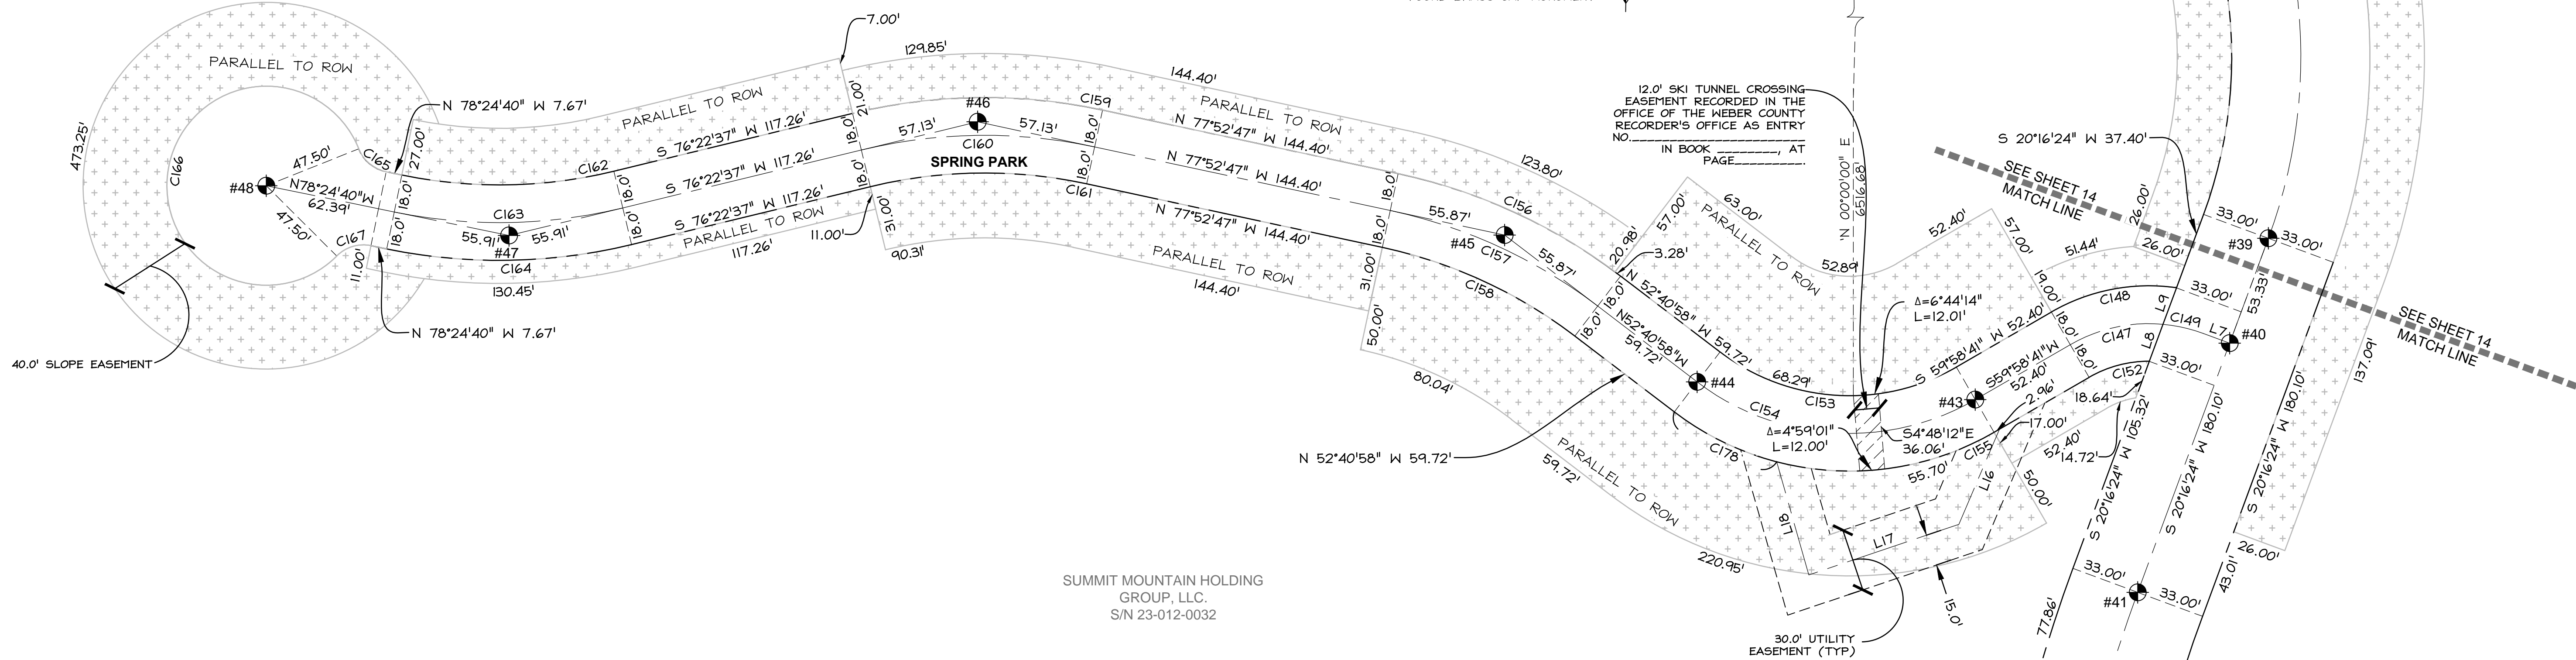 7.00'
129.85'
144.40'
PARALLEL TO ROW
473.25'
C166
N 78°24'40" W 7.67'
47.50'
C165
27.00'
#48
N78°24'40"W
62.39'
47.50'
C167
18.0'
18.0'
11.00'
40.0' SLOPE EASEMENT
N 78°24'40" W 7.67'
PARALLEL TO ROW
C162
S 76°22'37" W 117.26'
S 76°22'37" W 117.26'
S 76°22'37" W 117.26'
PARALLEL TO ROW
117.26'
C163
55.91'
55.91'
#47
C164
130.45'
18.0'
18.0'
21.00'
18.0'
18.0'
11.00'
31.00'
90.31'
57.13'
#46
57.13'
C160
SPRING PARK
C159
18.0'
18.0'
C161
PARALLEL TO ROW
N 77°52'47" W 144.40'
N 77°52'47" W 144.40'
N 77°52'47" W 144.40'
PARALLEL TO ROW
144.40'
18.0'
18.0'
31.00'
50.00'
123.80'
C156
55.87'
#45
C157
55.87'
C158
80.04'
20.98'
57.00'
63.00'
PARALLEL TO ROW
3.28'
18.0'
18.0'
N 52°40'58" W 59.72'
N52°40'58"W
59.72'
N 52°40'58" W 59.72'
59.72'
PARALLEL TO ROW
#44
12.0' SKI TUNNEL CROSSING
EASEMENT RECORDED IN THE
OFFICE OF THE WEBER COUNTY
RECORDER'S OFFICE AS ENTRY
NO.____________________
IN BOOK ________, AT
PAGE_________.
N 00°00'00" E
6516.68'
52.89'
52.40'
57.00'
68.29'
C153
C154
Δ=6°44'14"
L=12.01'
Δ=4°59'01"
L=12.00'
S4°48'12"E
36.06'
C178
C155
55.70'
L16
L17
L18
220.95'
50.00'
15.0'
30.0' UTILITY
EASEMENT (TYP)
S 59°58'41" W 52.40'
S59°58'41"W
52.40'
#43
2.96'
17.00'
52.40'
14.72'
18.64'
19.00'
18.0'
18.0'
51.44'
C148
C147
C149
C152
L7
L8
L9
S 20°16'24" W 37.40'
SEE SHEET 14
MATCH LINE
26.00'
26.00'
33.00'
#39
33.00'
33.00'
53.33'
#40
33.00'
SEE SHEET 14
MATCH LINE
137.09'
S 20°16'24" W 105.32'
S 20°16'24" W 180.10'
S 20°16'24" W 180.10'
26.00'
43.01'
33.00'
#41
33.00'
77.86'
SUMMIT MOUNTAIN HOLDING
GROUP, LLC.
S/N 23-012-0032